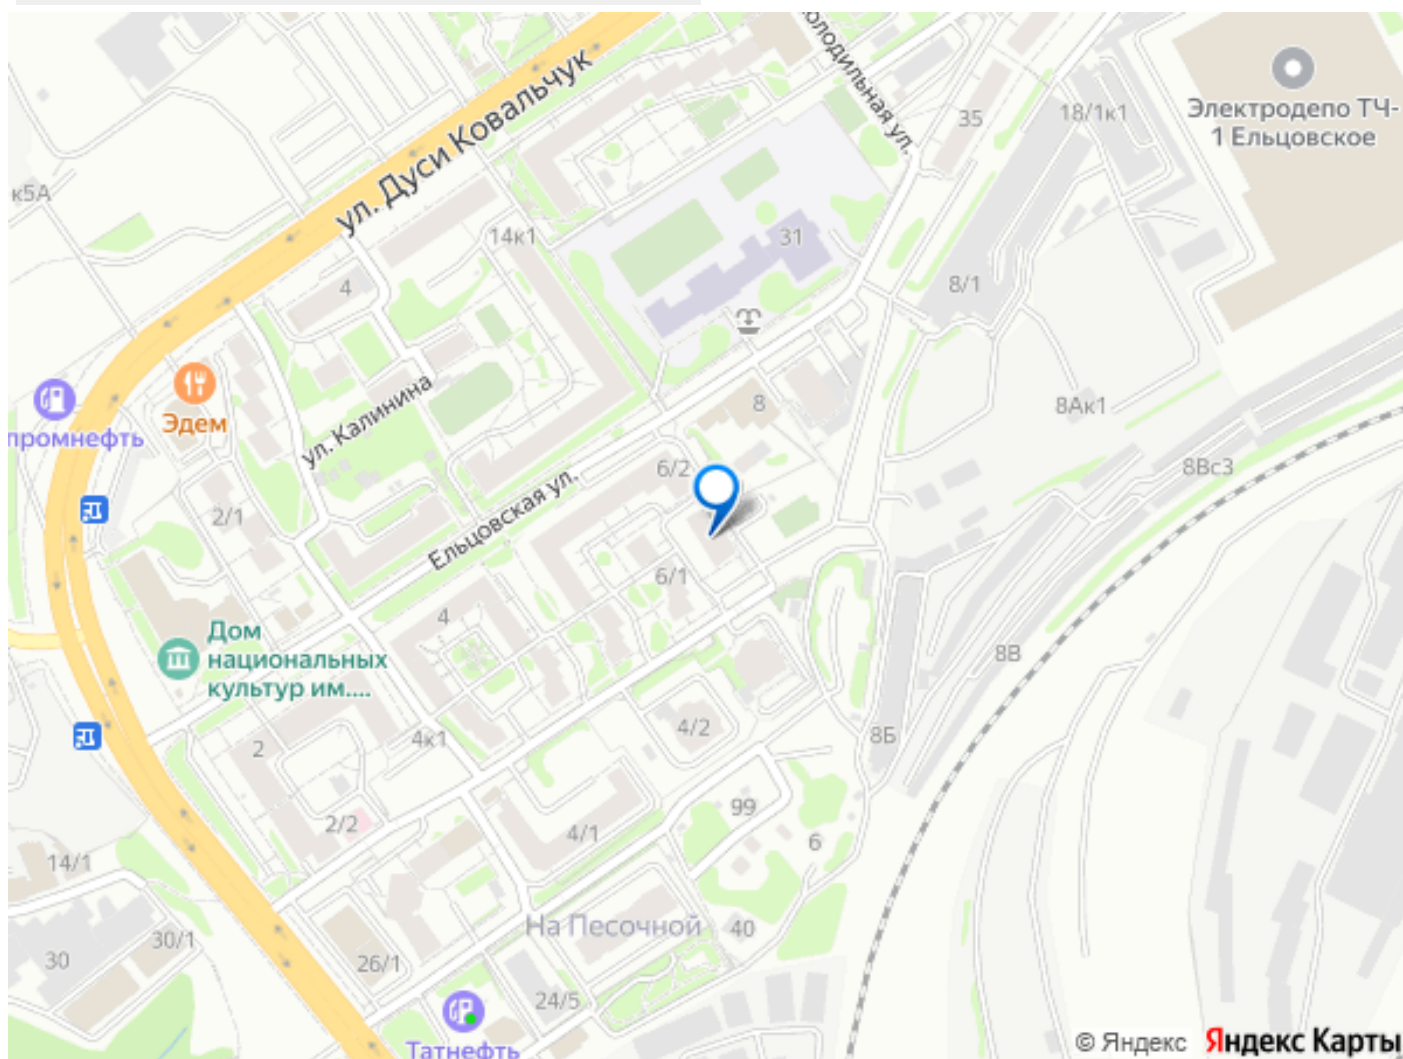 ул. Дуси Ковальчук
Холодильная ул.
35
18/1к1
Электродепо ТЧ-
1 Ельцовское
к5А
14к1
31
4
8/1
Эдем
промнефть
ул. Калинина
8
8Ак1
6/2
8Вс3
2/1
Ельцовская ул.
6/1
4
Дом
национальных
культур им....
8В
4/2
4к1
8Б
2
99
2/2
4/1
6
14/1
На Песочной
40
30/1
30
26/1
24/5
Татнефть
© Яндекс Яндекс Карты